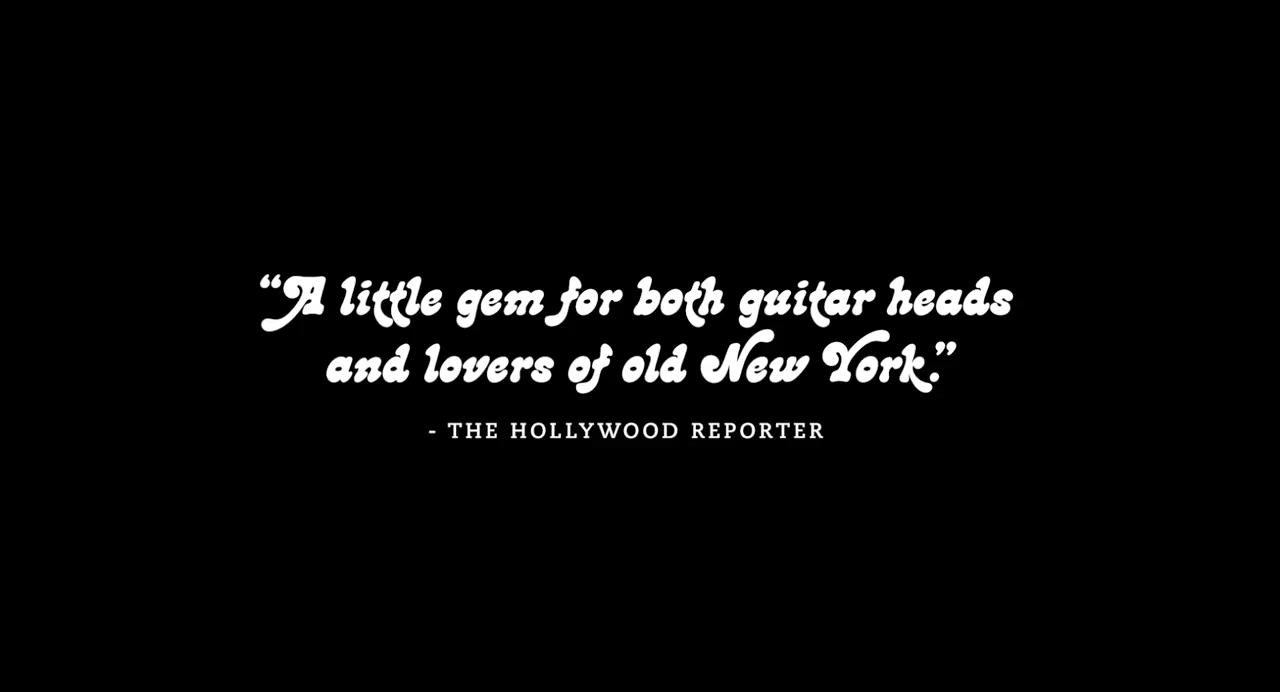 “A little gem for both guitar heads
and lovers of old New York.”
- THE HOLLYWOOD REPORTER